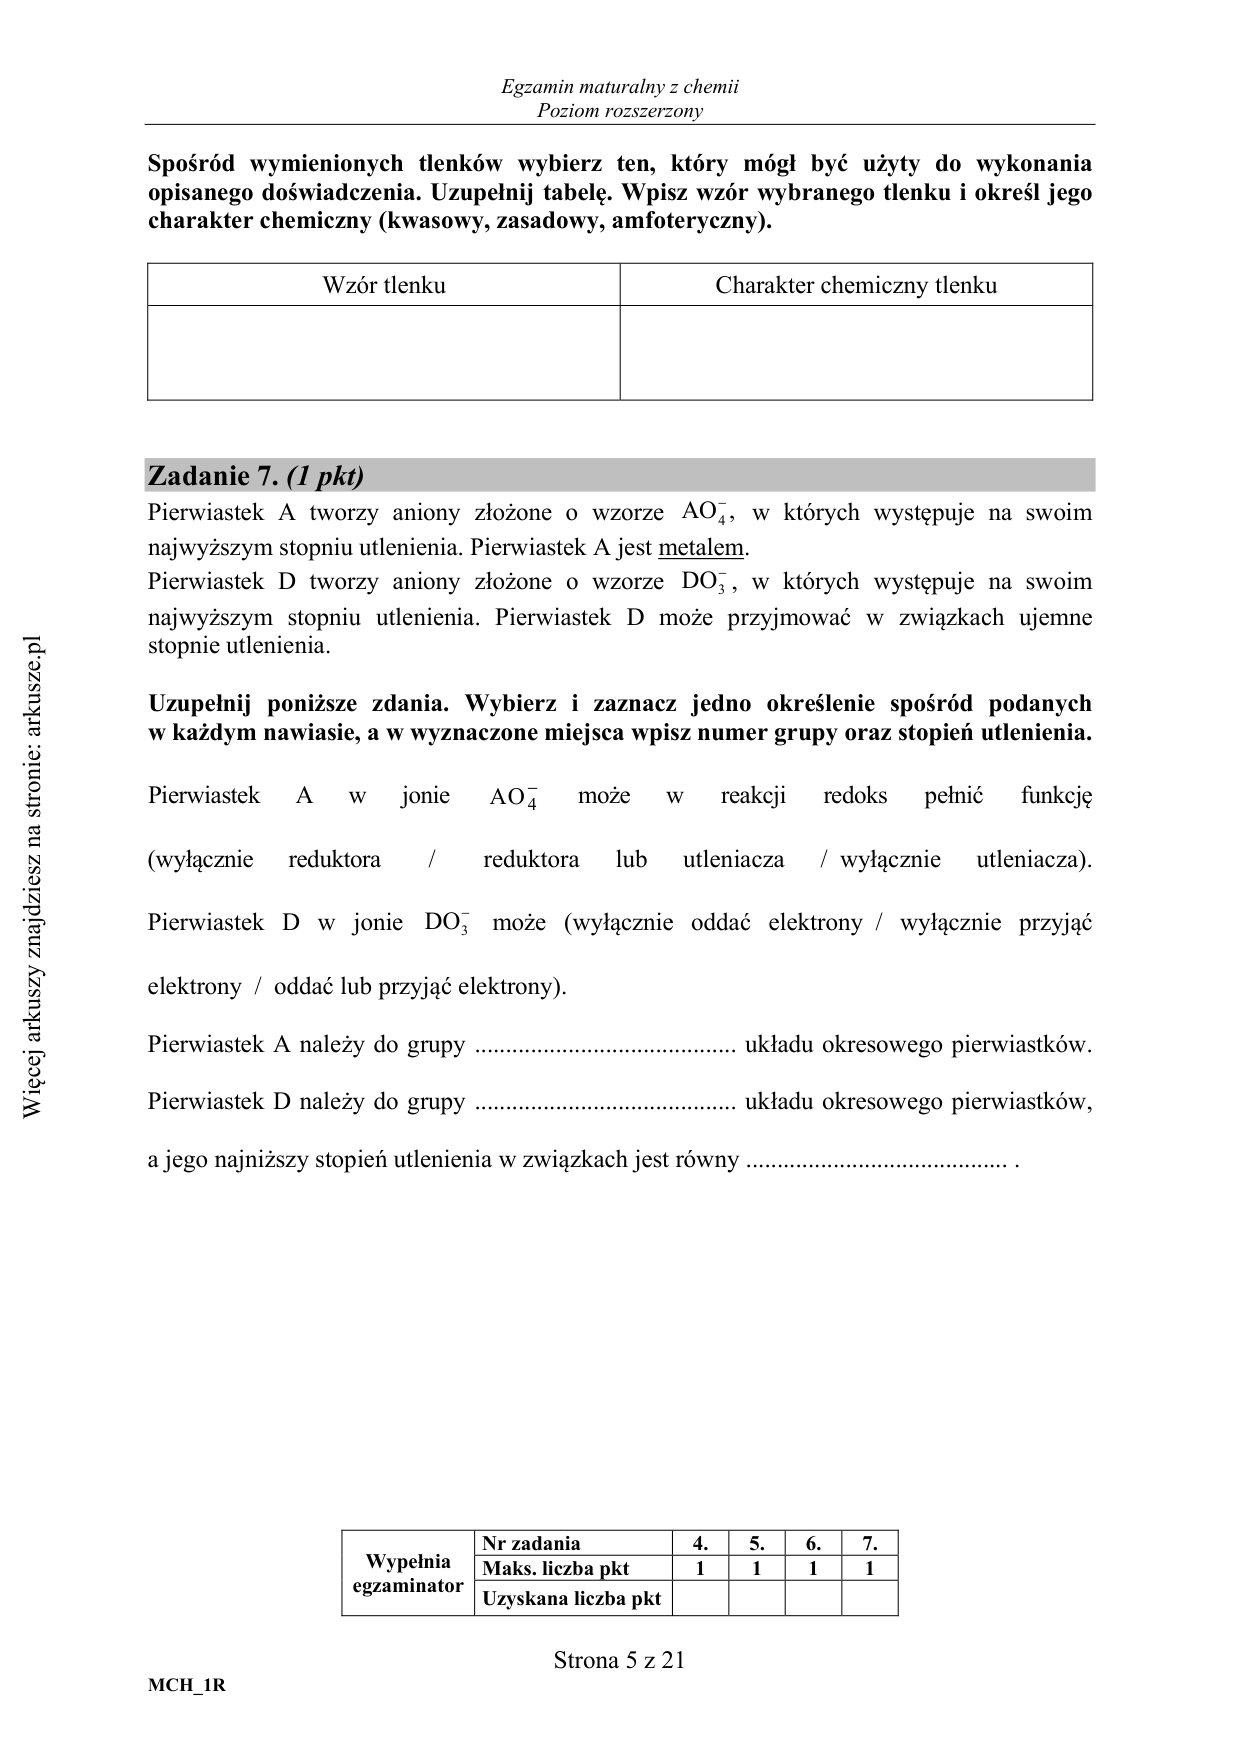 Egzamin maturalny z chemii
Poziom rozszerzony
Spośród wymienionych tlenków wybierz ten, który mógł być użyty do wykonania
opisanego doświadczenia. Uzupełnij tabelę. Wpisz wzór wybranego tlenku i określ jego
charakter chemiczny (kwasowy, zasadowy, amfoteryczny).
Wzór tlenku
Charakter chemiczny tlenku
Zadanie 7. (1 pkt)
Pierwiastek A tworzy aniony złożone o wzorze AO₄⁻, w których występuje na swoim
najwyższym stopniu utlenienia. Pierwiastek A jest metalem.
Pierwiastek D tworzy aniony złożone o wzorze DO₃⁻, w których występuje na swoim
najwyższym stopniu utlenienia. Pierwiastek D może przyjmować w związkach ujemne
stopnie utlenienia.
Uzupełnij poniższe zdania. Wybierz i zaznacz jedno określenie spośród podanych
w każdym nawiasie, a w wyznaczone miejsca wpisz numer grupy oraz stopień utlenienia.
Pierwiastek A w jonie AO₄⁻ może w reakcji redoks pełnić funkcję
(wyłącznie reduktora / reduktora lub utleniacza / wyłącznie utleniacza).
Pierwiastek D w jonie DO₃⁻ może (wyłącznie oddać elektrony / wyłącznie przyjąć
elektrony / oddać lub przyjąć elektrony).
Pierwiastek A należy do grupy .......................................... układu okresowego pierwiastków.
Pierwiastek D należy do grupy .......................................... układu okresowego pierwiastków,
a jego najniższy stopień utlenienia w związkach jest równy .......................................... .
Więcej arkuszy znajdziesz na stronie: arkusze.pl
Wypełnia
egzaminator
Nr zadania 4. 5. 6. 7.
Maks. liczba pkt 1 1 1 1
Uzyskana liczba pkt
Strona 5 z 21
MCH_1R